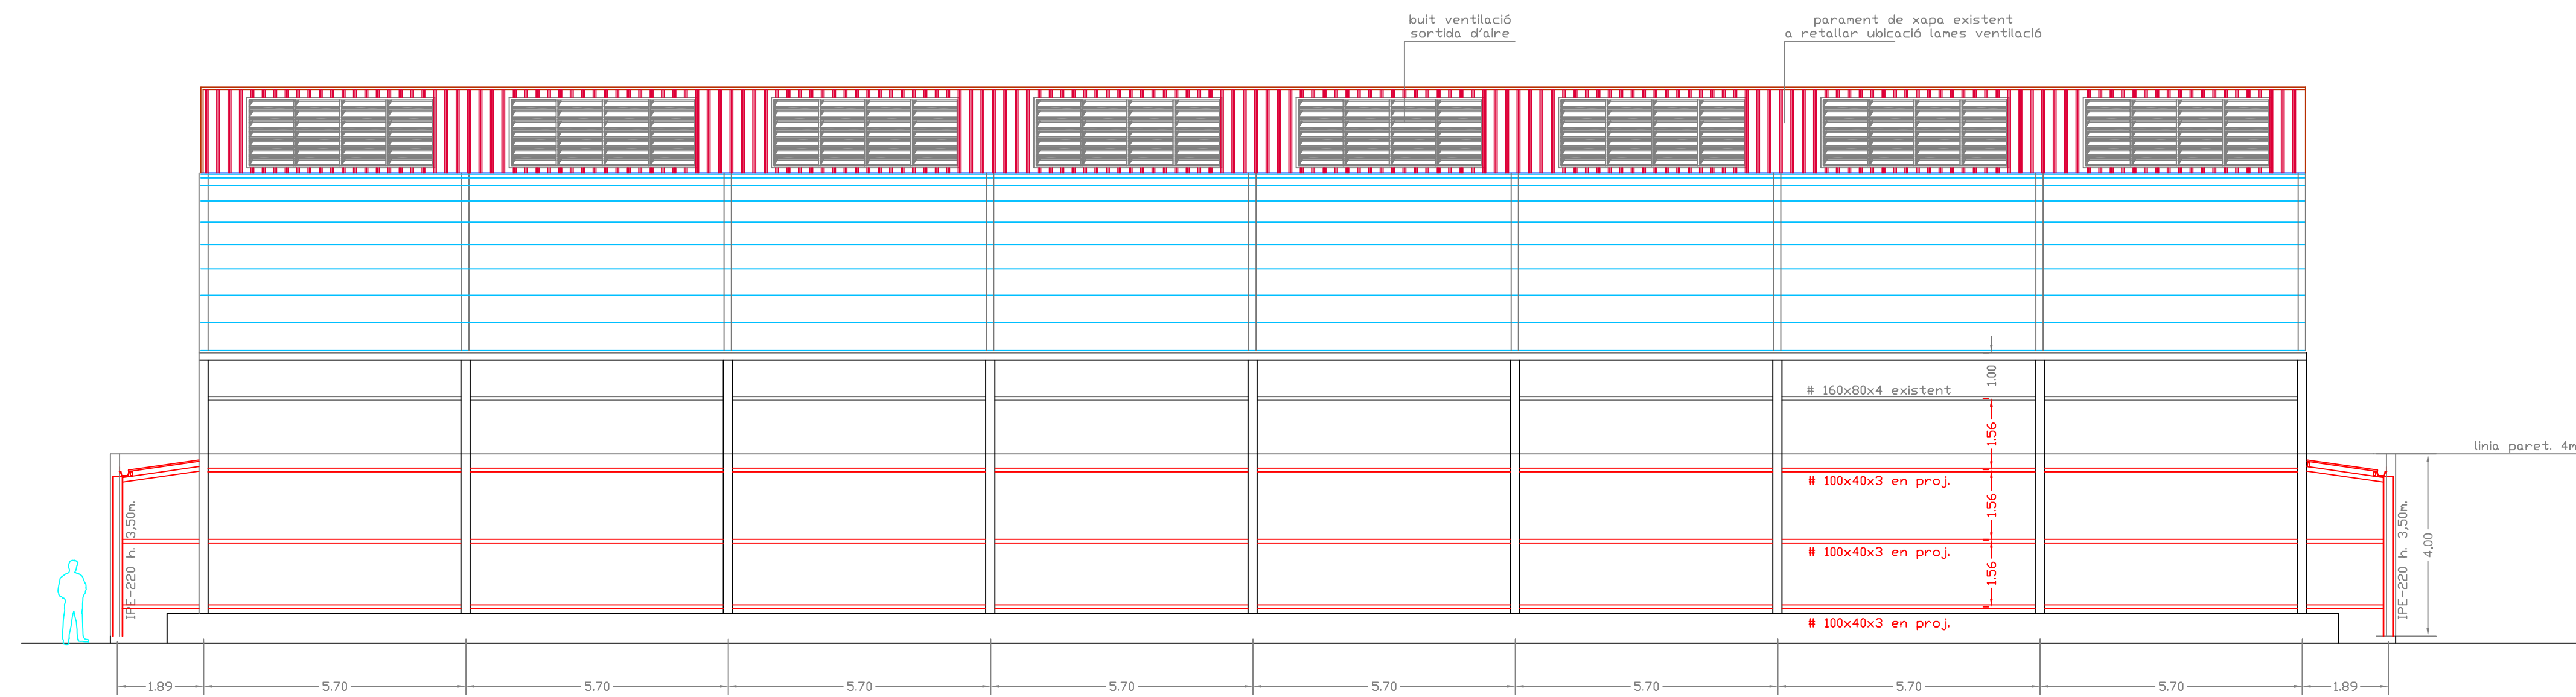 buit ventilació
sortida d'aire
parament de xapa existent
a retallar ubicació lames ventilació
1.00
# 160x80x4 existent
1.56
linia paret. 4m
# 100x40x3 en proj.
1.56
IPE-220 h. 3,50m.
IPE-220 h. 3,50m.
4.00
# 100x40x3 en proj.
1.56
# 100x40x3 en proj.
1.89
5.70
5.70
5.70
5.70
5.70
5.70
5.70
5.70
1.89